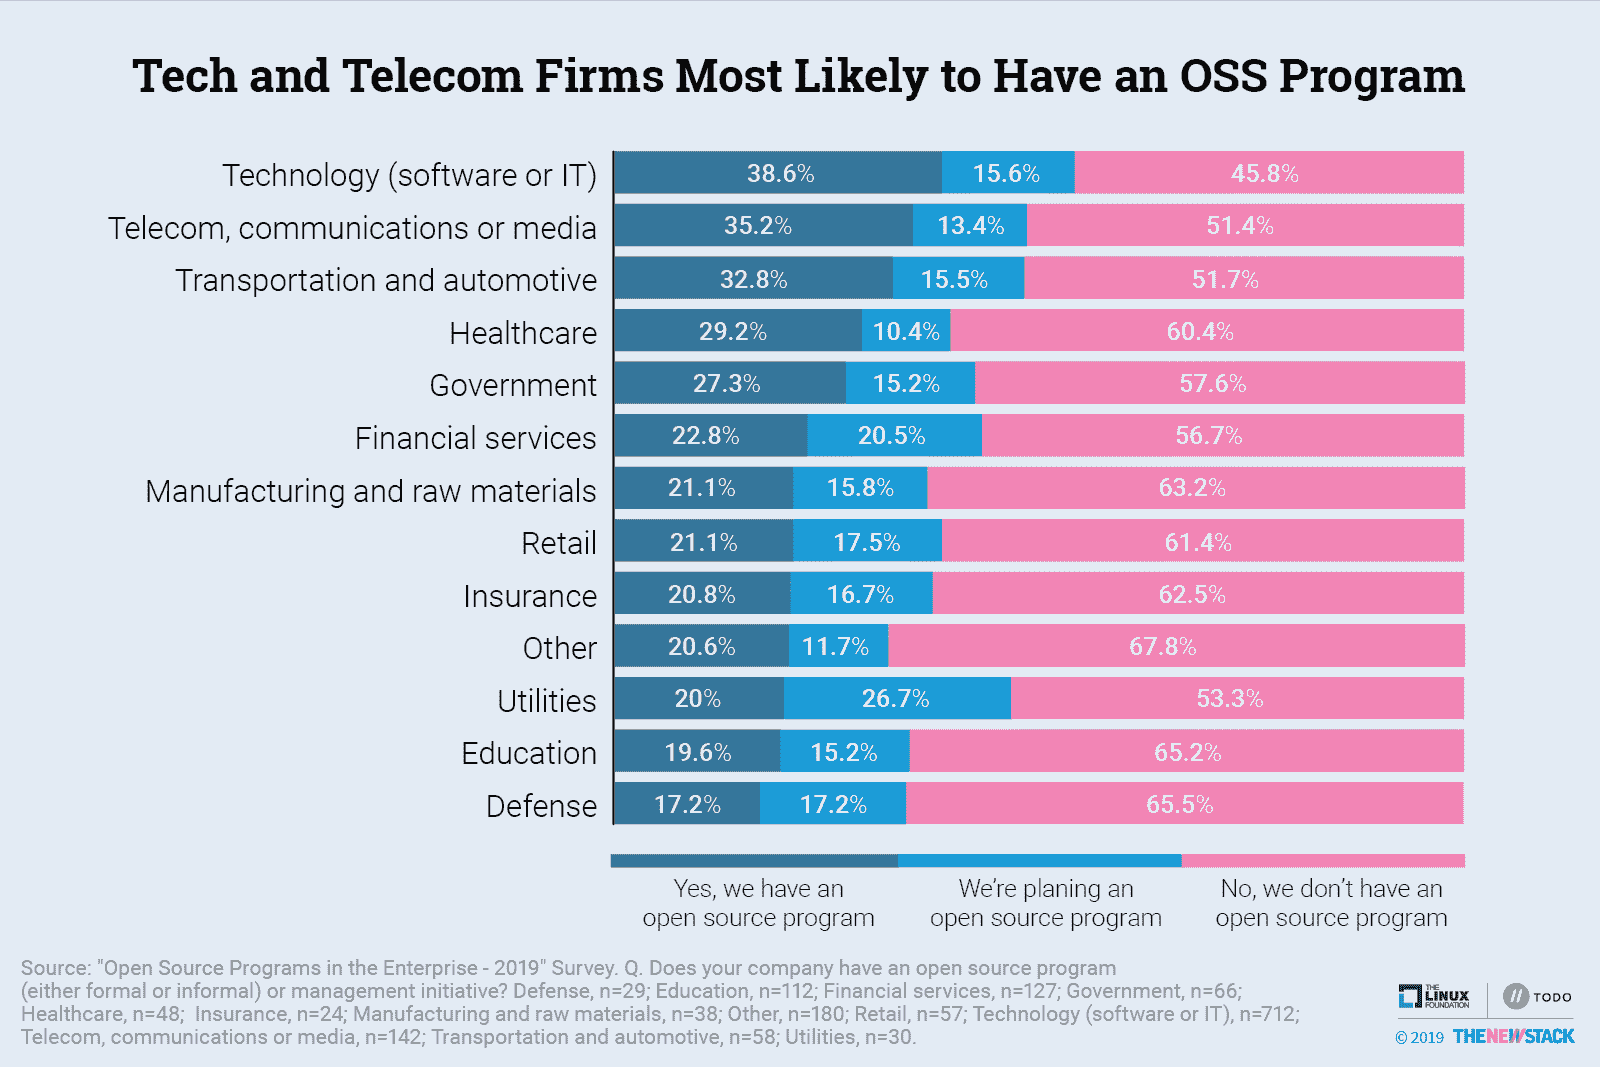 Tech and Telecom Firms Most Likely to Have an OSS Program
Technology (software or IT) 38.6% 15.6% 45.8%
Telecom, communications or media 35.2% 13.4% 51.4%
Transportation and automotive 32.8% 15.5% 51.7%
Healthcare 29.2% 10.4% 60.4%
Government 27.3% 15.2% 57.6%
Financial services 22.8% 20.5% 56.7%
Manufacturing and raw materials 21.1% 15.8% 63.2%
Retail 21.1% 17.5% 61.4%
Insurance 20.8% 16.7% 62.5%
Other 20.6% 11.7% 67.8%
Utilities 20% 26.7% 53.3%
Education 19.6% 15.2% 65.2%
Defense 17.2% 17.2% 65.5%
Yes, we have an
open source program
We're planing an
open source program
No, we don't have an
open source program
Source: "Open Source Programs in the Enterprise - 2019" Survey. Q. Does your company have an open source program
(either formal or informal) or management initiative? Defense, n=29; Education, n=112; Financial services, n=127; Government, n=66;
Healthcare, n=48; Insurance, n=24; Manufacturing and raw materials, n=38; Other, n=180; Retail, n=57; Technology (software or IT), n=712;
Telecom, communications or media, n=142; Transportation and automotive, n=58; Utilities, n=30.
THE
LINUX
FOUNDATION
TODO
© 2019 THENEWSTACK